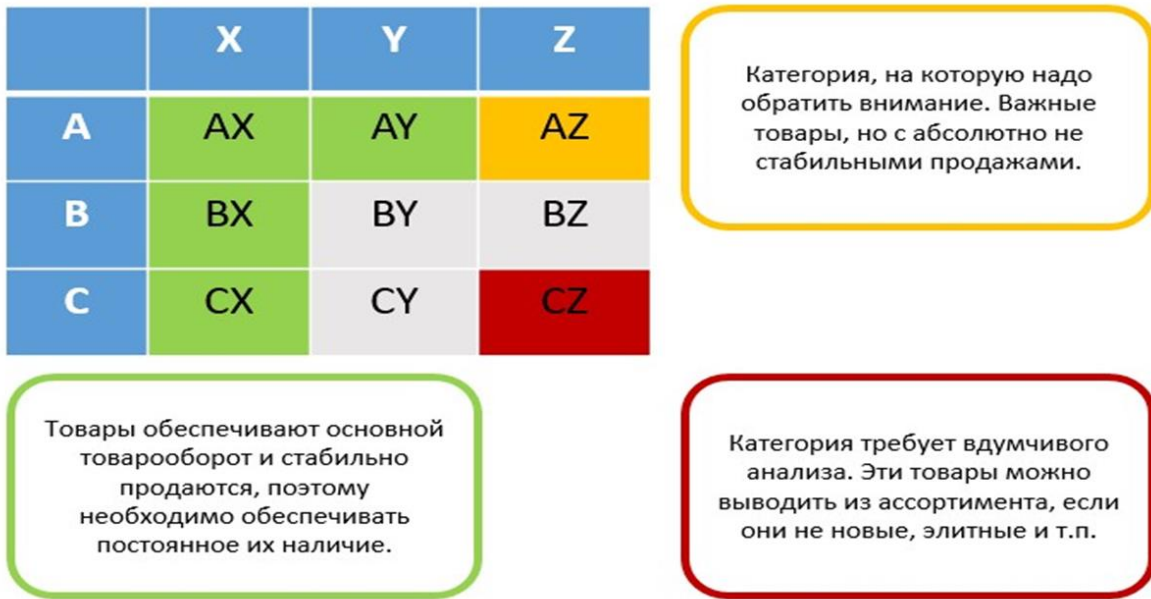 X Y Z
A AX AY AZ
B BX BY BZ
C CX CY CZ
Категория, на которую надо
обратить внимание. Важные
товары, но с абсолютно не
стабильными продажами.
Товары обеспечивают основной
товарооборот и стабильно
продаются, поэтому
необходимо обеспечивать
постоянное их наличие.
Категория требует вдумчивого
анализа. Эти товары можно
выводить из ассортимента, если
они не новые, элитные и т.п.